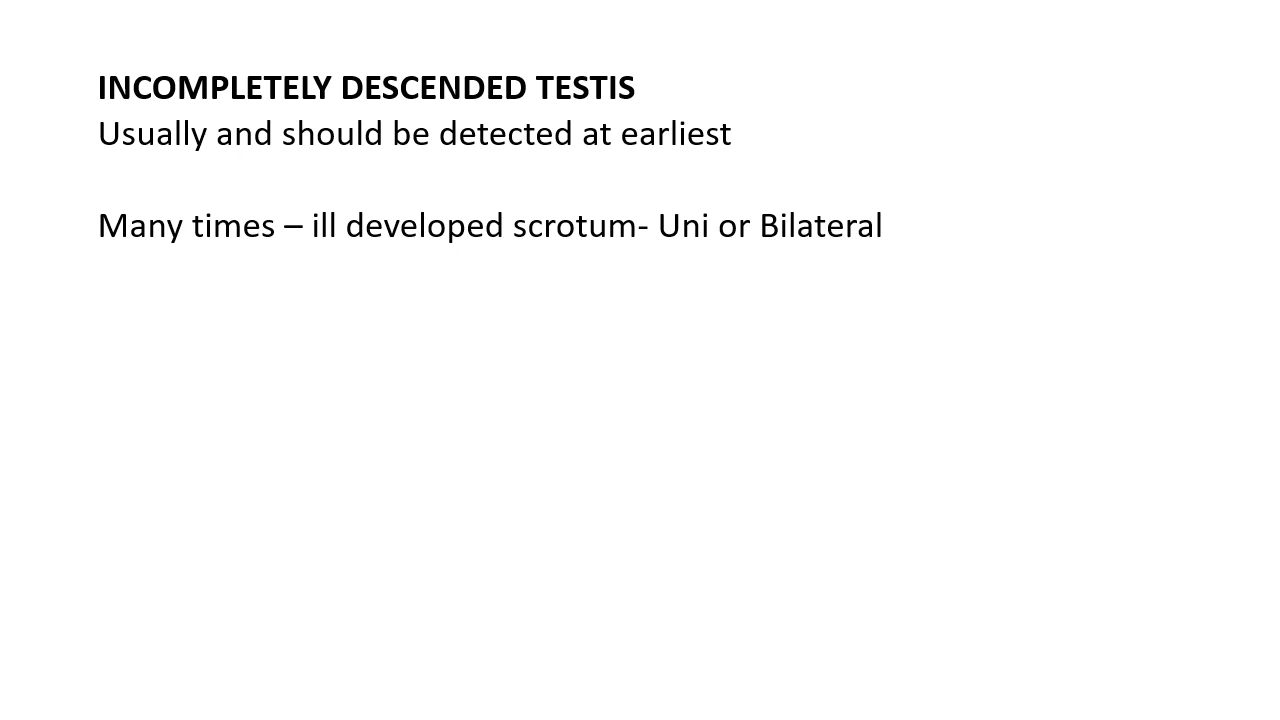 INCOMPLETELY DESCENDED TESTIS
Usually and should be detected at earliest
Many times – ill developed scrotum- Uni or Bilateral